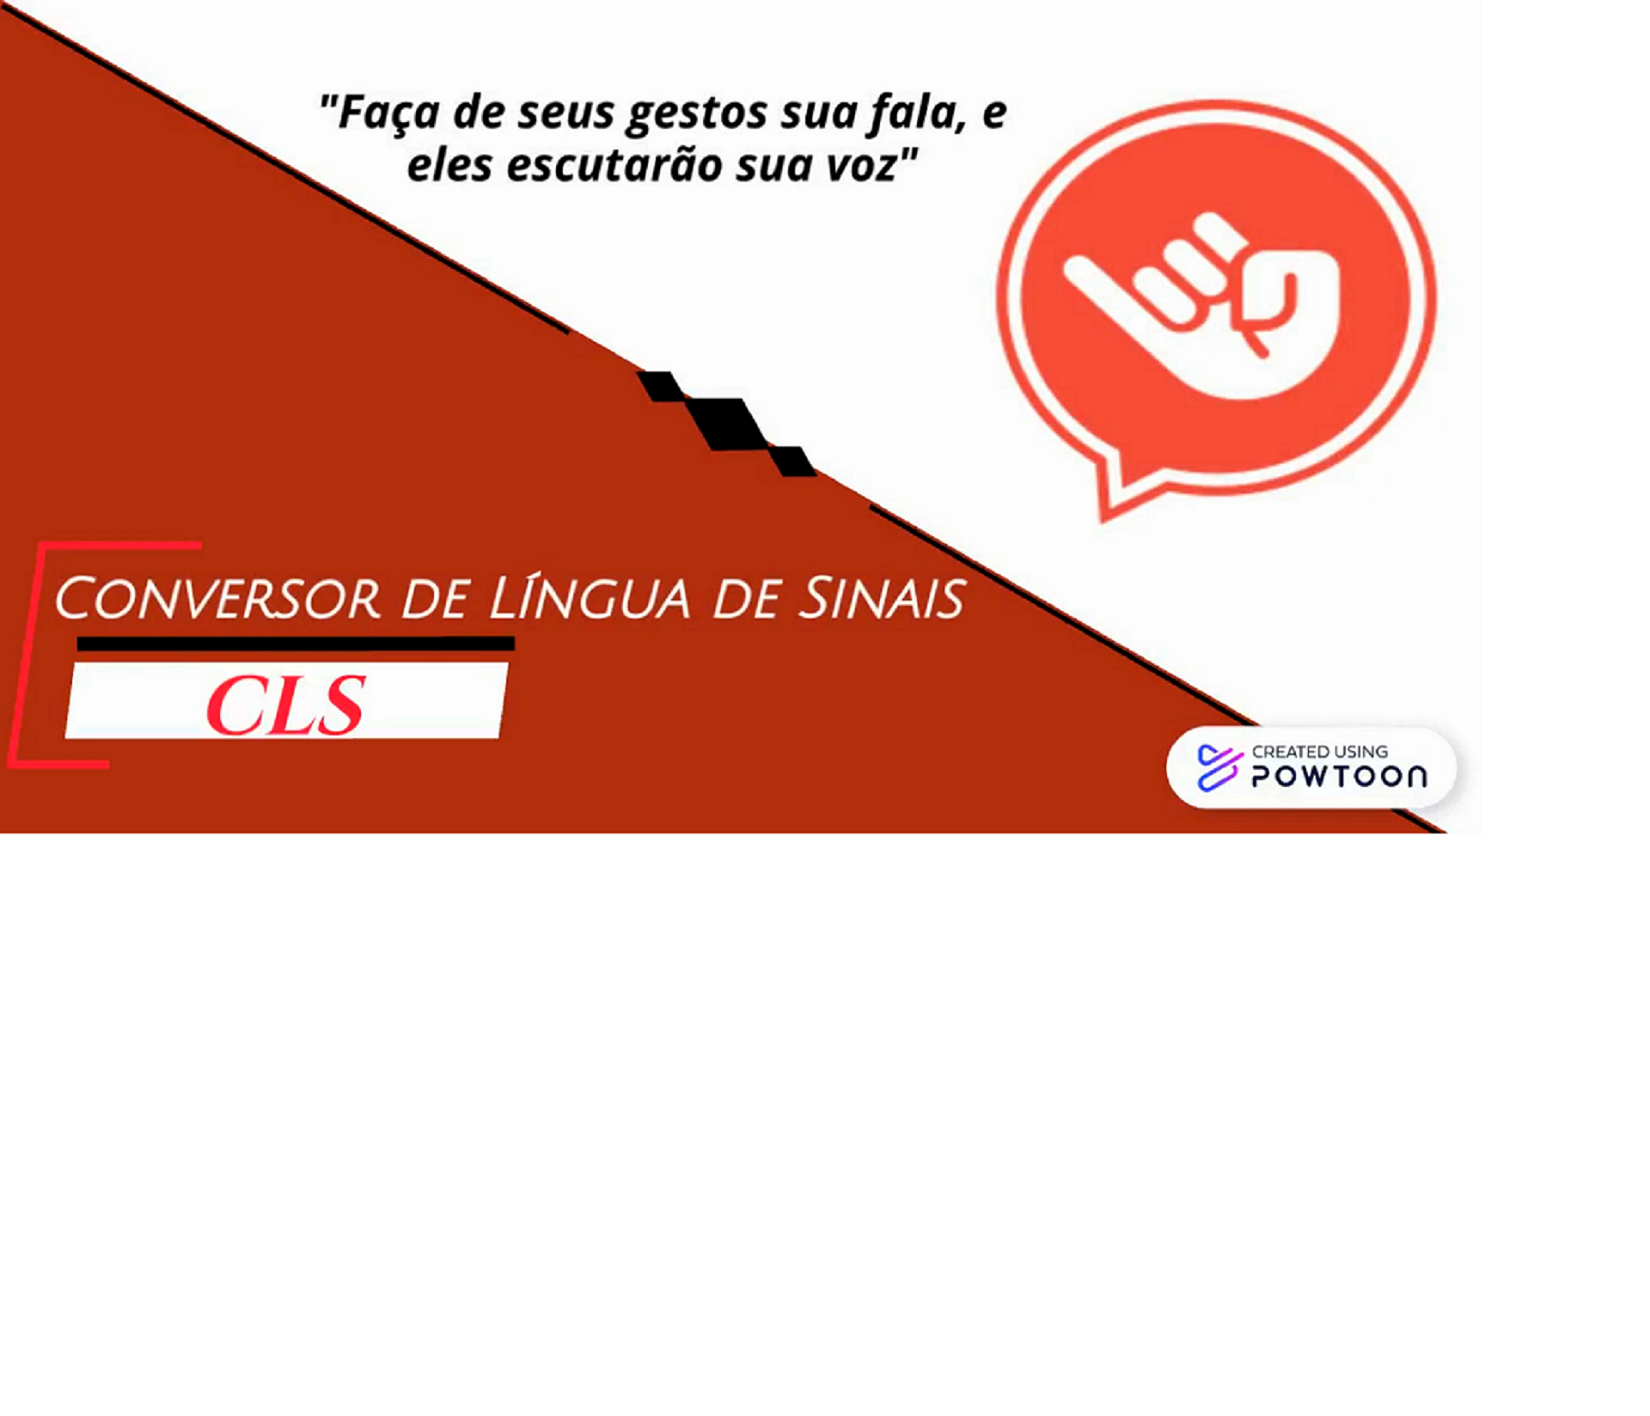 "Faça de seus gestos sua fala, e
eles escutarão sua voz"
Conversor de Língua de Sinais
CLS
CREATED USING
POWTOON